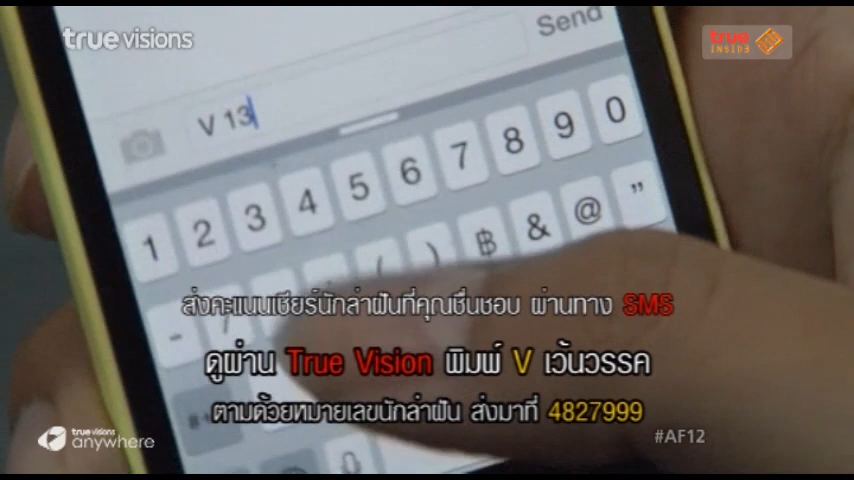 true visions
true
INSIDE
Send
V 13
1 2 3 4 5 6 7 8 9 0
- / ( ) ฿ & @ "
ส่งคะแนนเชียร์นักล่าฝันที่คุณชื่นชอบ ผ่านทาง SMS
ดูผ่าน True Vision พิมพ์ V เว้นวรรค
ตามด้วยหมายเลขนักล่าฝัน ส่งมาที่ 4827999
true visions
anywhere
#AF12